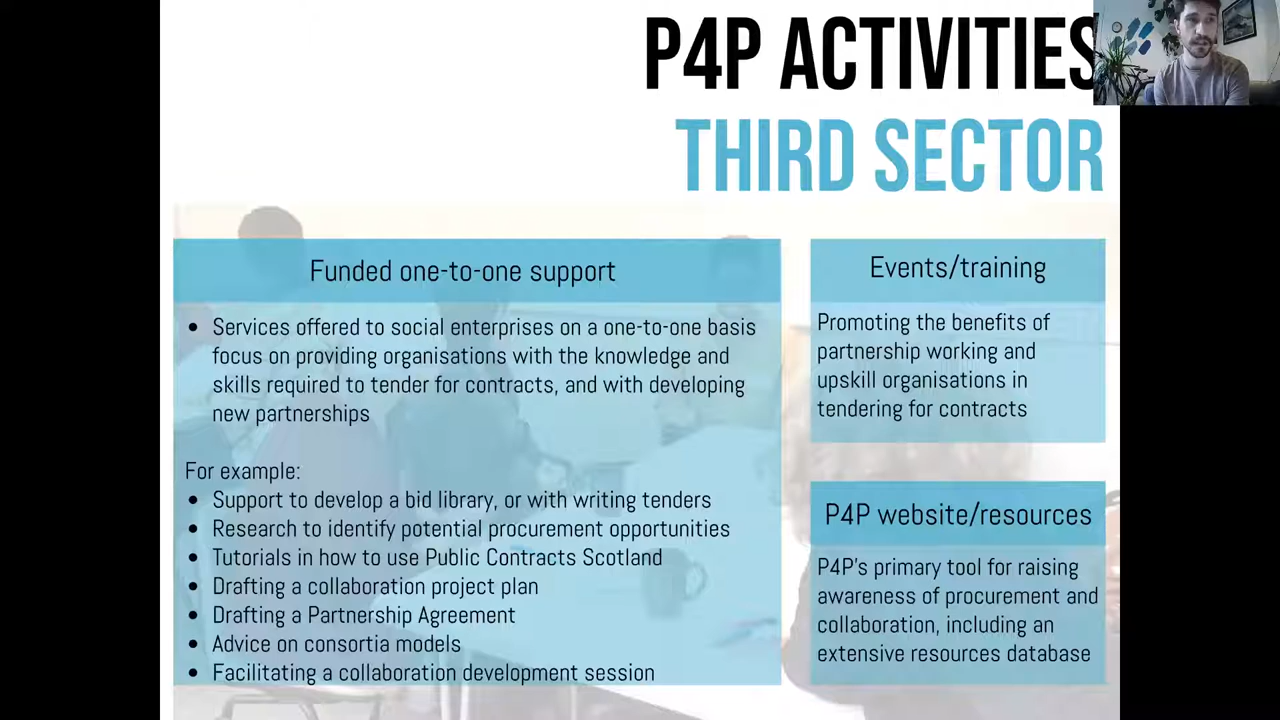 P4P ACTIVITIES
THIRD SECTOR
Funded one-to-one support
• Services offered to social enterprises on a one-to-one basis
focus on providing organisations with the knowledge and
skills required to tender for contracts, and with developing
new partnerships
For example:
• Support to develop a bid library, or with writing tenders
• Research to identify potential procurement opportunities
• Tutorials in how to use Public Contracts Scotland
• Drafting a collaboration project plan
• Drafting a Partnership Agreement
• Advice on consortia models
• Facilitating a collaboration development session
Events/training
Promoting the benefits of
partnership working and
upskill organisations in
tendering for contracts
P4P website/resources
P4P's primary tool for raising
awareness of procurement and
collaboration, including an
extensive resources database